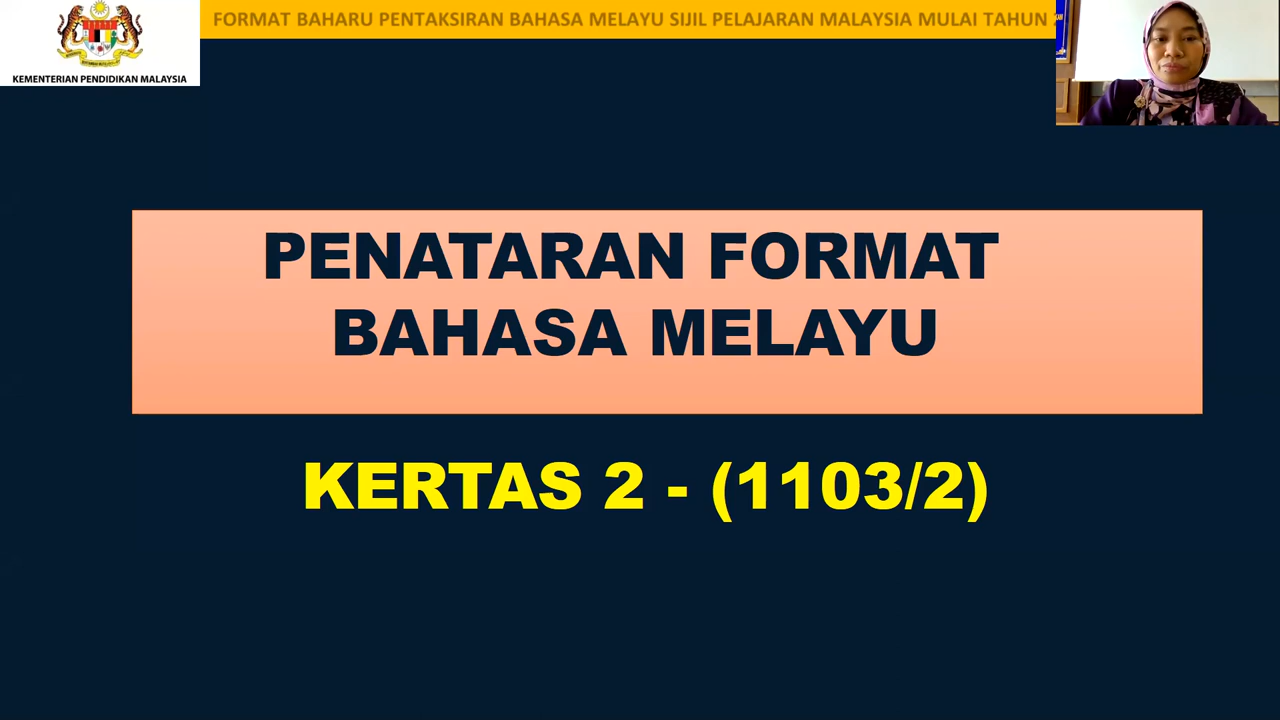 FORMAT BAHARU PENTAKSIRAN BAHASA MELAYU SIJIL PELAJARAN MALAYSIA MULAI TAHUN
KEMENTERIAN PENDIDIKAN MALAYSIA
PENATARAN FORMAT
BAHASA MELAYU
KERTAS 2 - (1103/2)